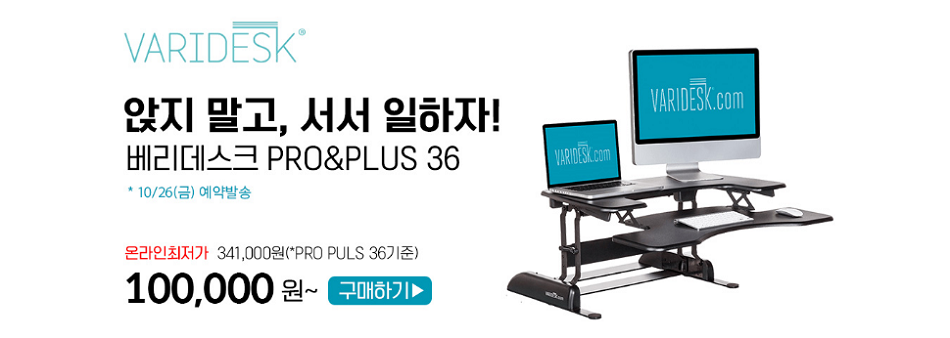 VARIDESK®
앉지 말고, 서서 일하자!
베리데스크 PRO&PLUS 36
* 10/26(금) 예약발송
온라인최저가 341,000원(*PRO PULS 36기준)
100,000 원~ 구매하기▶
VARIDESK.com
VARIDESK.com
VARIDESK